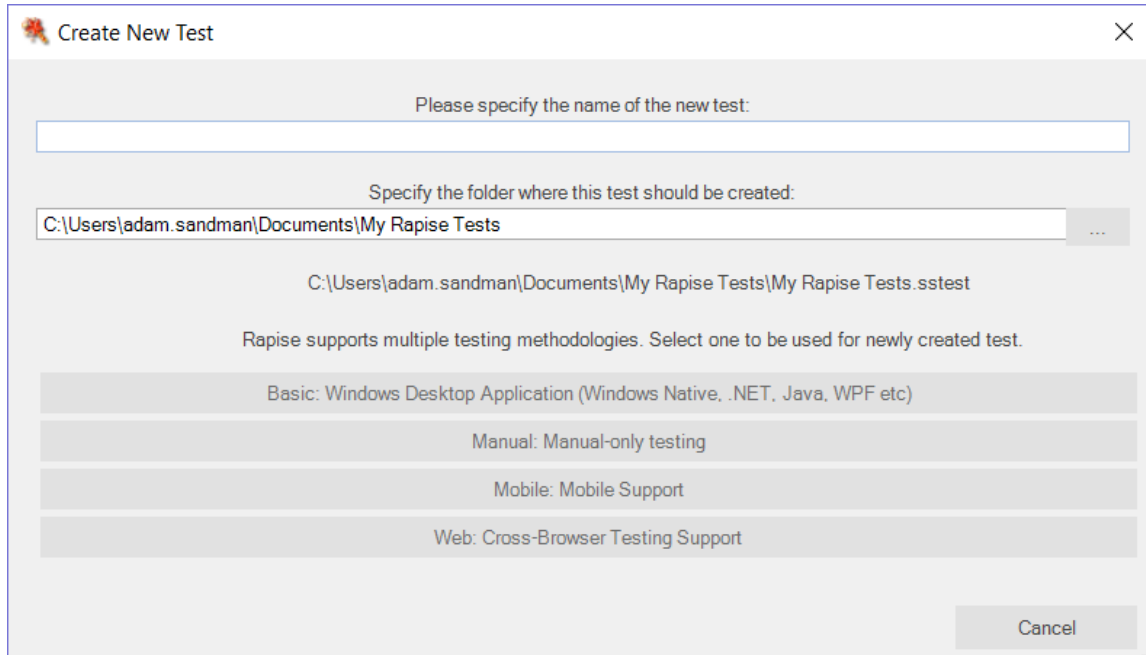 Create New Test
Please specify the name of the new test:
Specify the folder where this test should be created:
C:\Users\adam.sandman\Documents\My Rapise Tests
...
C:\Users\adam.sandman\Documents\My Rapise Tests\My Rapise Tests.sstest
Rapise supports multiple testing methodologies. Select one to be used for newly created test.
Basic: Windows Desktop Application (Windows Native, .NET, Java, WPF etc)
Manual: Manual-only testing
Mobile: Mobile Support
Web: Cross-Browser Testing Support
Cancel